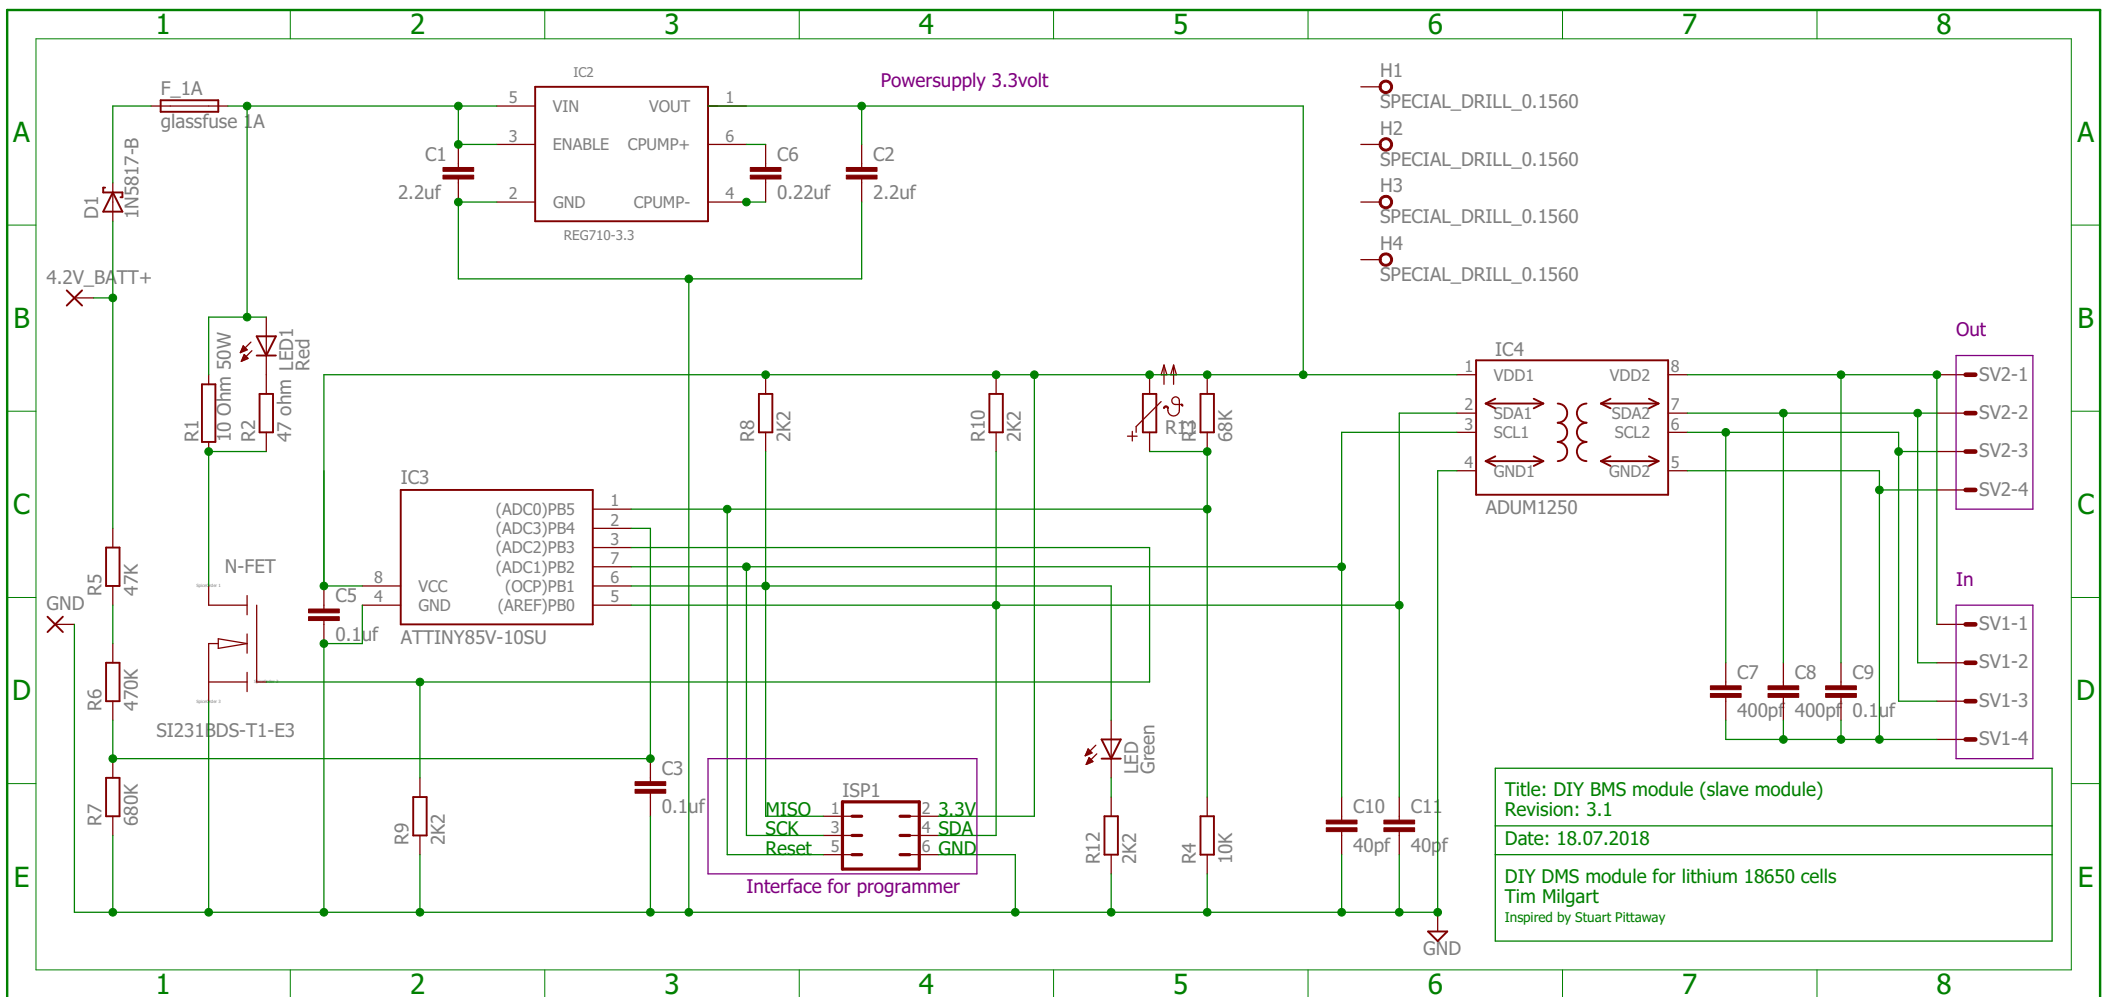 1 2 3 4 5 6 7 8
A
B
C
D
E
A
B
C
D
E
1 2 3 4 5 6 7 8
F_1A
glassfuse 1A
D1
1N5817-B
4.2V_BATT+
IC2
5 VIN
3 ENABLE
2 GND
VOUT 1
CPUMP+ 6
CPUMP- 4
REG710-3.3
C1
2.2uf
C6
0.22uf
C2
2.2uf
Powersupply 3.3volt
H1
SPECIAL_DRILL_0.1560
H2
SPECIAL_DRILL_0.1560
H3
SPECIAL_DRILL_0.1560
H4
SPECIAL_DRILL_0.1560
R1
10 Ohm 50W
R2
47 ohm
LED1
Red
R8
2K2
R10
2K2
68K
IC4
1 VDD1
2 SDA1
3 SCL1
4 GND1
VDD2 8
SDA2 7
SCL2 6
GND2 5
ADUM1250
Out
SV2-1
SV2-2
SV2-3
SV2-4
In
SV1-1
SV1-2
SV1-3
SV1-4
IC3
(ADC0)PB5 1
(ADC3)PB4 2
(ADC2)PB3 3
(ADC1)PB2 7
(OCP)PB1 6
(AREF)PB0 5
8 VCC
4 GND
ATTINY85V-10SU
C5
0.1uf
N-FET
SI231BDS-T1-E3
GND
R5
47K
R6
470K
R7
680K
R9
2K2
C3
0.1uf
ISP1
MISO 1
SCK 3
Reset 5
2 3.3V
4 SDA
6 GND
Interface for programmer
LED
Green
R12
2K2
R4
10K
C10
40pf
C11
40pf
C7
400pf
C8
400pf
C9
0.1uf
GND
Title: DIY BMS module (slave module)
Revision: 3.1
Date: 18.07.2018
DIY DMS module for lithium 18650 cells
Tim Milgart
Inspired by Stuart Pittaway